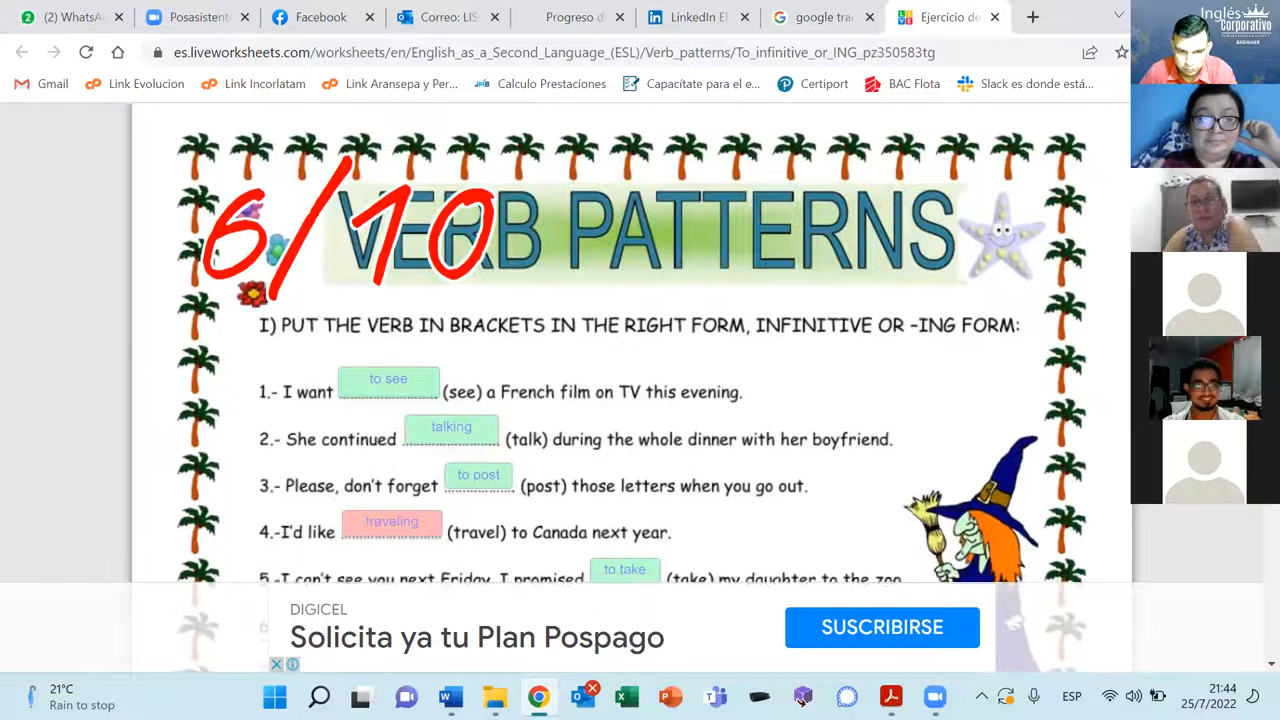 (2) WhatsA
Posasitentent
Facebook
Correo: LIS
Progreso d
LinkedIn El
google tra
Ejercicio de
es.liveworksheets.com/worksheets/en/English_as_a_Second_Language_(ESL)/Verb_patterns/To_infinitive_or_-ING_pz350583tg
Gmail
Link Evolucion
Link Incatalam
Link Aransepa y Per...
Calculo Prestaciones
Capacítate para el e...
Certiport
BAC Flota
Slack es donde está...
Inglés
Corporativo
BEGINNER
6/10
VERB PATTERNS
I) PUT THE VERB IN BRACKETS IN THE RIGHT FORM, INFINITIVE OR –ING FORM:
1.- I want to see (see) a French film on TV this evening.
2.- She continued talking (talk) during the whole dinner with her boyfriend.
3.- Please, don't forget to post (post) those letters when you go out.
4.-I'd like traveling (travel) to Canada next year.
5.-I can't see you next Friday, I promised to take (take) my daughter to the zoo
DIGICEL
Solicita ya tu Plan Pospago
SUSCRIBIRSE
21°C
Rain to stop
ESP
21:44
25/7/2022